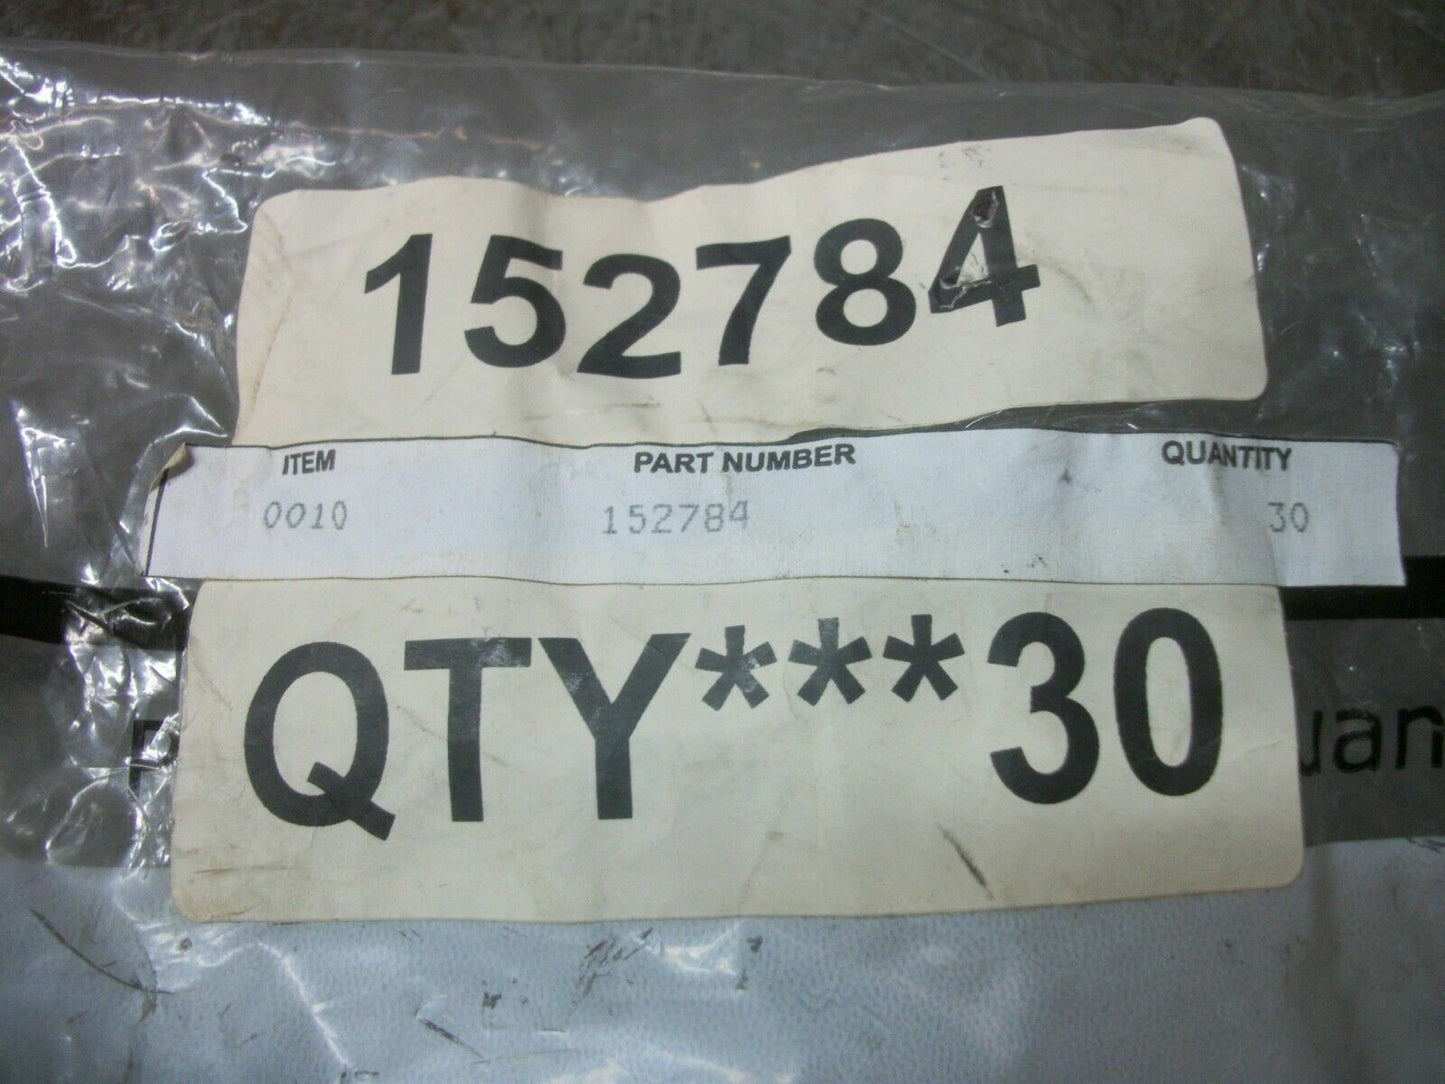 152784
ITEM PART NUMBER QUANTITY
0010 152784 30
QTY***30